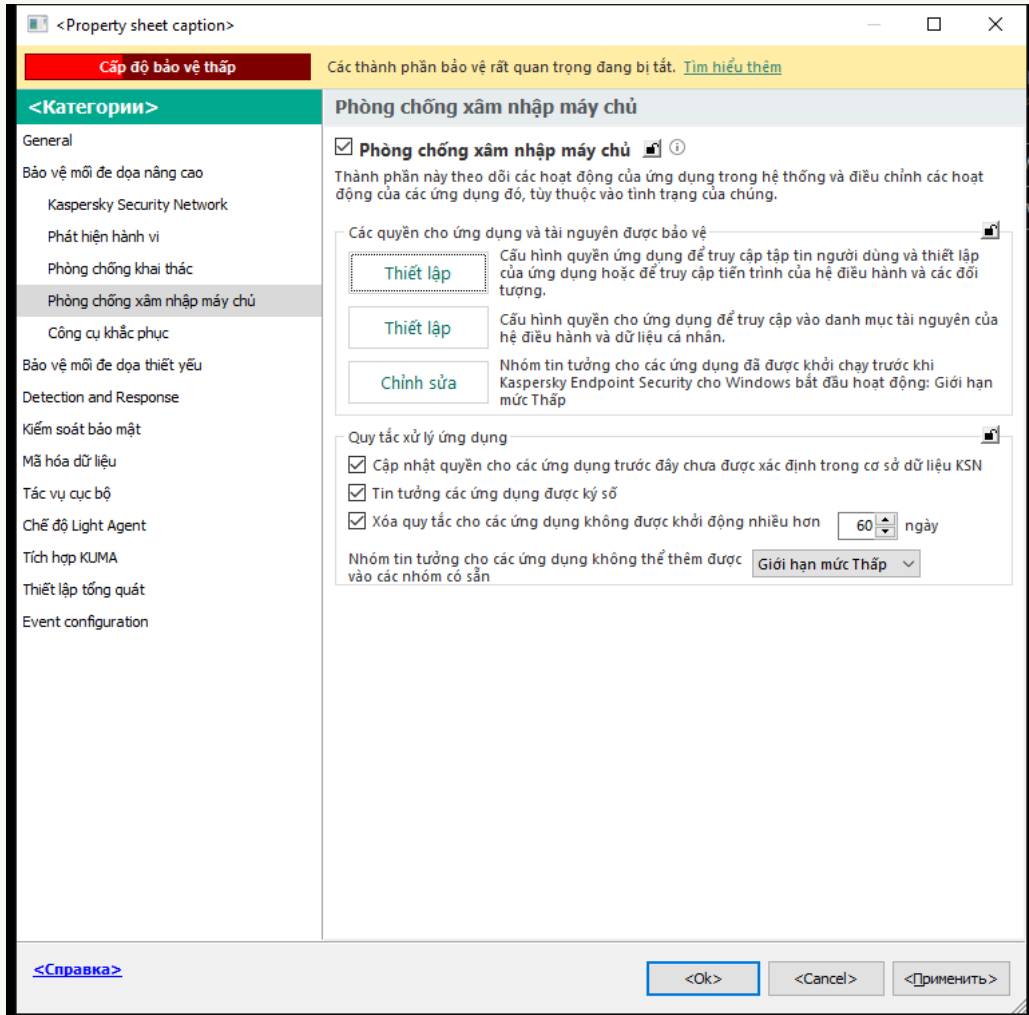 <Property sheet caption>
Cấp độ bảo vệ thấp
Các thành phần bảo vệ rất quan trọng đang bị tắt. Tìm hiểu thêm
<Категории>
General
Bảo vệ mối đe dọa nâng cao
Kaspersky Security Network
Phát hiện hành vi
Phòng chống khai thác
Phòng chống xâm nhập máy chủ
Công cụ khắc phục
Bảo vệ mối đe dọa thiết yếu
Detection and Response
Kiểm soát bảo mật
Mã hóa dữ liệu
Tác vụ cục bộ
Chế độ Light Agent
Tích hợp KUMA
Thiết lập tổng quát
Event configuration
Phòng chống xâm nhập máy chủ
Phòng chống xâm nhập máy chủ
Thành phần này theo dõi các hoạt động của ứng dụng trong hệ thống và điều chỉnh các hoạt
động của các ứng dụng đó, tùy thuộc vào tình trạng của chúng.
Các quyền cho ứng dụng và tài nguyên được bảo vệ
Thiết lập
Cấu hình quyền ứng dụng để truy cập tập tin người dùng và thiết lập
của ứng dụng hoặc để truy cập tiến trình của hệ điều hành và các đối
tượng.
Thiết lập
Cấu hình quyền cho ứng dụng để truy cập vào danh mục tài nguyên của
hệ điều hành và dữ liệu cá nhân.
Chỉnh sửa
Nhóm tin tưởng cho các ứng dụng đã được khởi chạy trước khi
Kaspersky Endpoint Security cho Windows bắt đầu hoạt động: Giới hạn
mức Thấp
Quy tắc xử lý ứng dụng
Cập nhật quyền cho các ứng dụng trước đây chưa được xác định trong cơ sở dữ liệu KSN
Tin tưởng các ứng dụng được ký số
Xóa quy tắc cho các ứng dụng không được khởi động nhiều hơn 60 ngày
Nhóm tin tưởng cho các ứng dụng không thể thêm được
vào các nhóm có sẵn
Giới hạn mức Thấp
<Справка>
<Ok>
<Cancel>
<Применить>